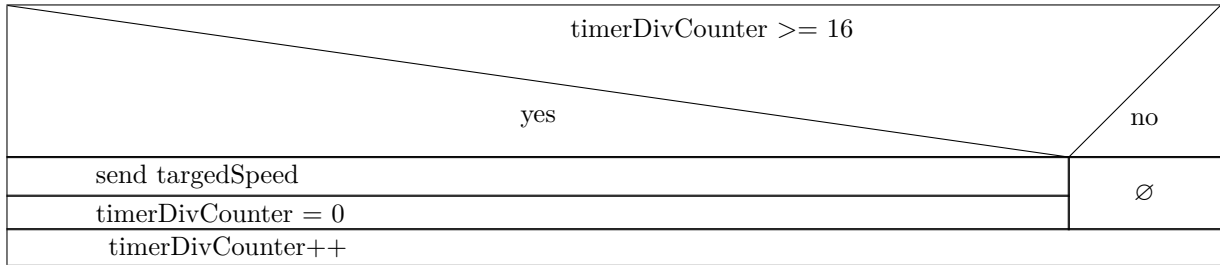 timerDivCounter >= 16
yes
no
send targedSpeed
∅
timerDivCounter = 0
timerDivCounter++